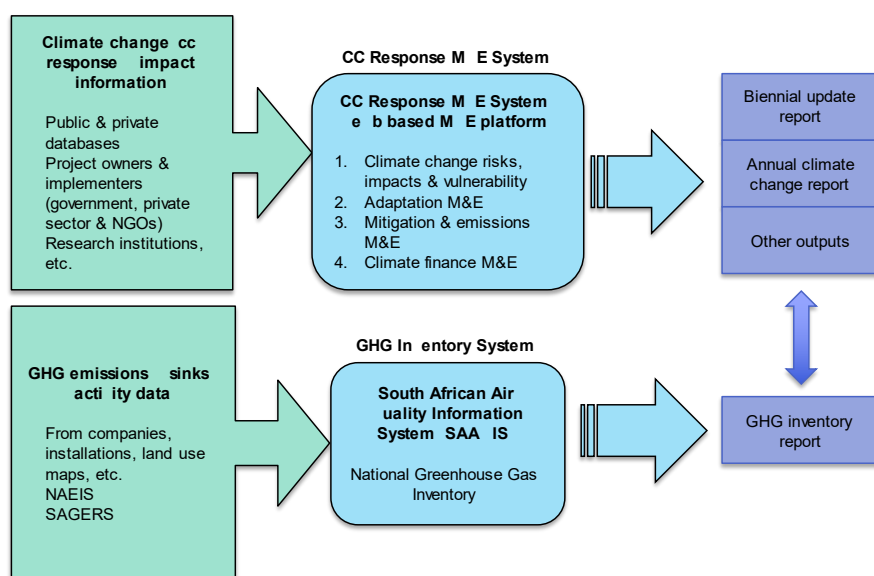 Climate change cc
response impact
information
Public & private
databases
Project owners &
implementers
(government, private
sector & NGOs)
Research institutions,
etc.
CC Response M E System
CC Response M E System
e b based M E platform
1. Climate change risks,
impacts & vulnerability
2. Adaptation M&E
3. Mitigation & emissions
M&E
4. Climate finance M&E
Biennial update
report
Annual climate
change report
Other outputs
GHG emissions sinks
acti ity data
From companies,
installations, land use
maps, etc.
NAEIS
SAGERS
GHG In entory System
South African Air
uality Information
System SAA IS
National Greenhouse Gas
Inventory
GHG inventory
report